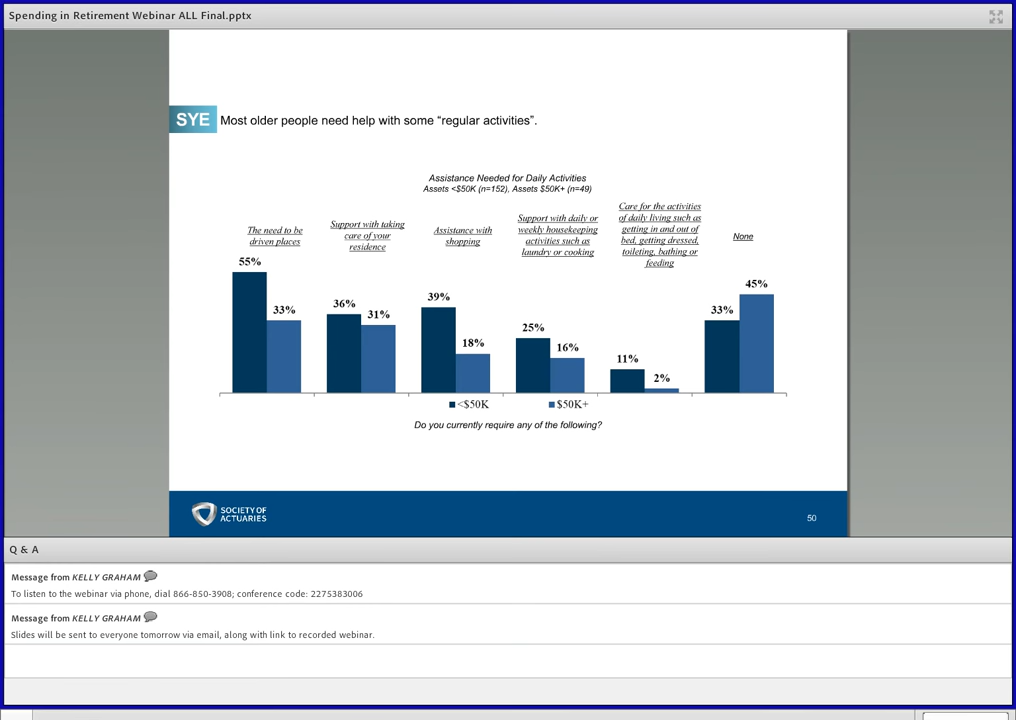 Spending in Retirement Webinar ALL Final.pptx
SYE Most older people need help with some “regular activities”.
Assistance Needed for Daily Activities
Assets <$50K (n=152), Assets $50K+ (n=49)
The need to be
driven places
Support with taking
care of your
residence
Assistance with
shopping
Support with daily or
weekly housekeeping
activities such as
laundry or cooking
Care for the activities
of daily living such as
getting in and out of
bed, getting dressed,
toileting, bathing or
feeding
None
55%
33%
36%
31%
39%
18%
25%
16%
11%
2%
33%
45%
<$50K
$50K+
Do you currently require any of the following?
SOCIETY OF
ACTUARIES
50
Q & A
Message from KELLY GRAHAM
To listen to the webinar via phone, dial 866-850-3908; conference code: 2275383006
Message from KELLY GRAHAM
Slides will be sent to everyone tomorrow via email, along with link to recorded webinar.